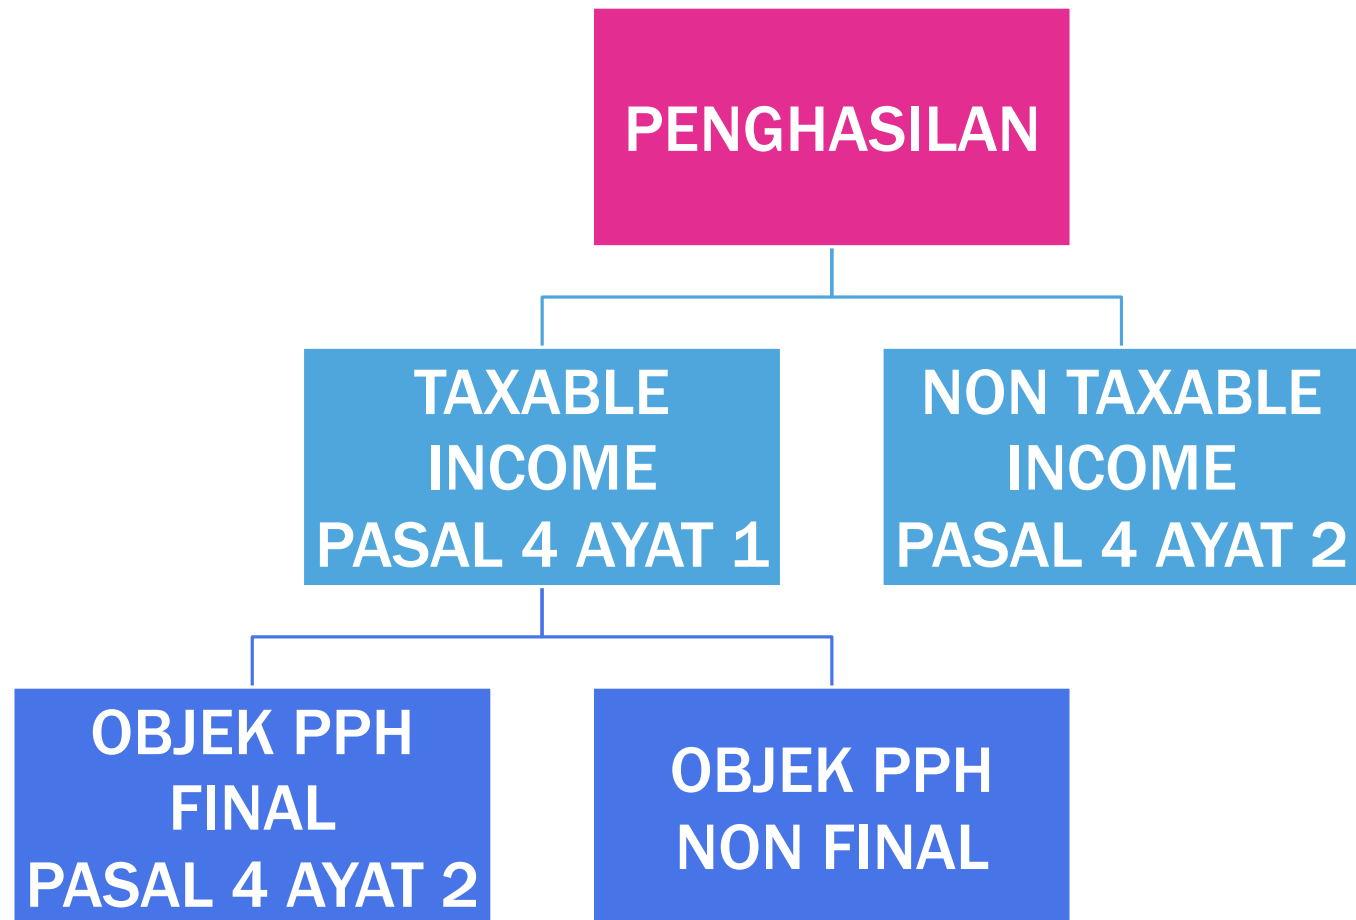 PENGHASILAN
TAXABLE
INCOME
PASAL 4 AYAT 1
NON TAXABLE
INCOME
PASAL 4 AYAT 2
OBJEK PPH
FINAL
PASAL 4 AYAT 2
OBJEK PPH
NON FINAL